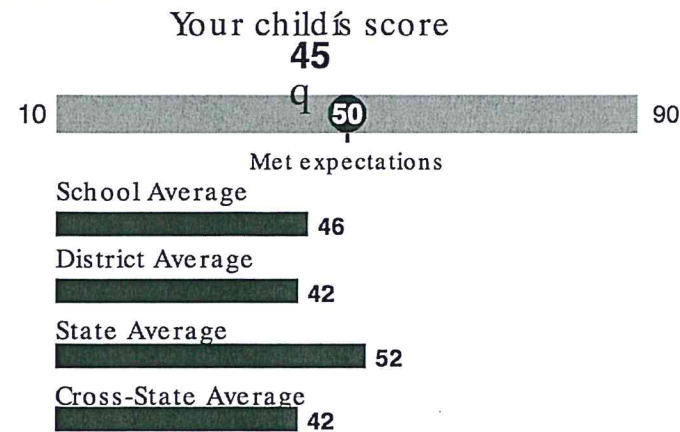 Your childís score
45
q
10 50 90
Met expectations
School Average
46
District Average
42
State Average
52
Cross-State Average
42